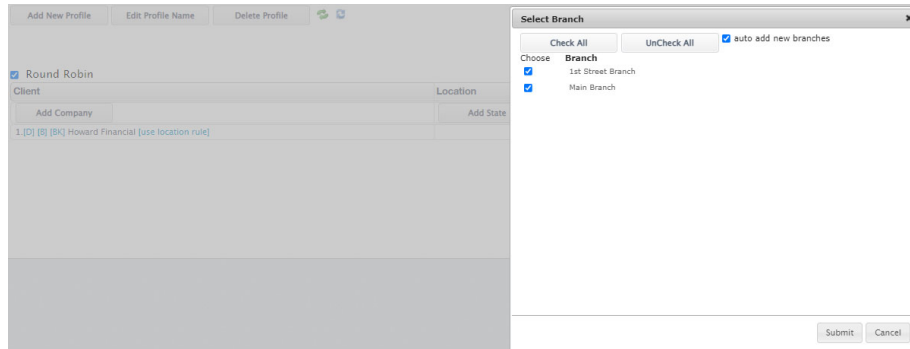 Add New Profile Edit Profile Name Delete Profile
Round Robin
Client Location
Add Company Add State
1.[D] [B] [BK] Howard Financial [use location rule]
Select Branch x
Check All UnCheck All auto add new branches
Choose Branch
1st Street Branch
Main Branch
Submit Cancel